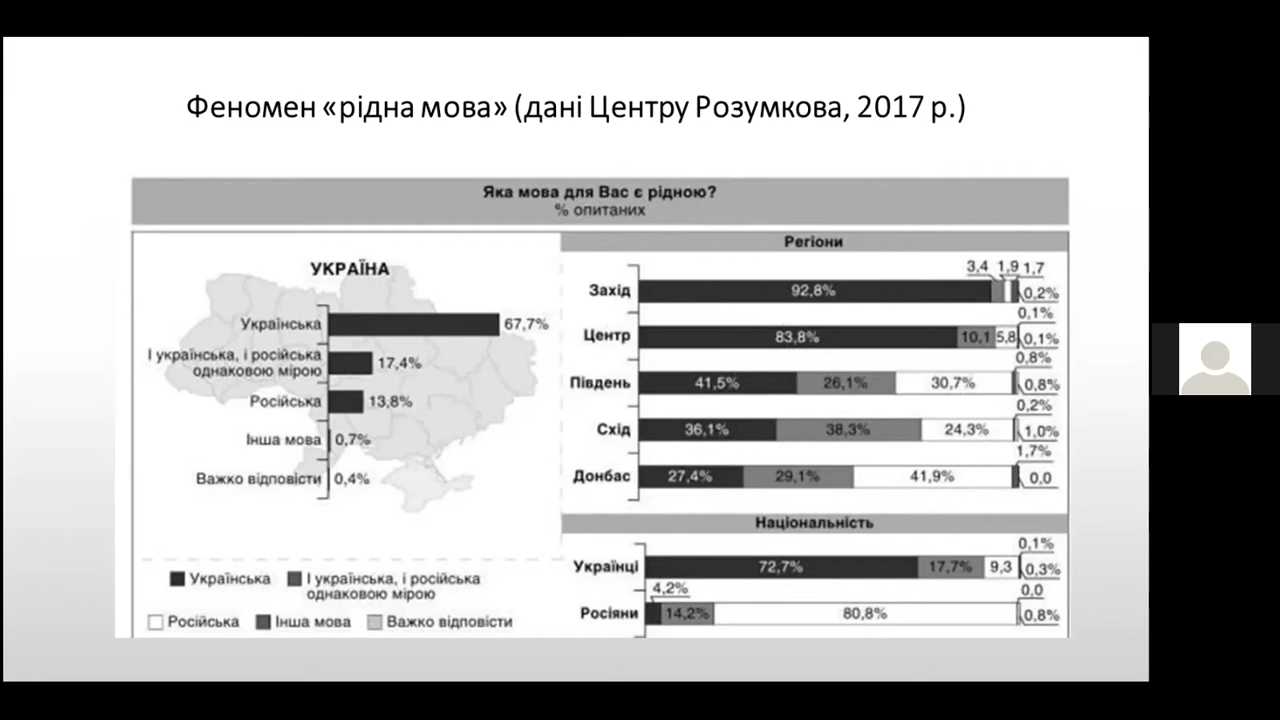 Феномен «рідна мова» (дані Центру Розумкова, 2017 р.)
Яка мова для Вас є рідною?
% опитаних
УКРАЇНА
Українська 67,7%
І українська, і російська
однаковою мірою 17,4%
Російська 13,8%
Інша мова 0,7%
Важко відповісти 0,4%
Українська
І українська, і російська
однаковою мірою
Російська
Інша мова
Важко відповісти
Регіони
3,4 1,9 1,7
Захід 92,8% 0,2%
0,1%
Центр 83,8% 10,1 5,8 0,1%
0,8%
Південь 41,5% 26,1% 30,7% 0,8%
0,2%
Схід 36,1% 38,3% 24,3% 1,0%
1,7%
Донбас 27,4% 29,1% 41,9% 0,0
Національність
0,1%
Українці 72,7% 17,7% 9,3 0,3%
4,2% 0,0
Росіяни 14,2% 80,8% 0,8%